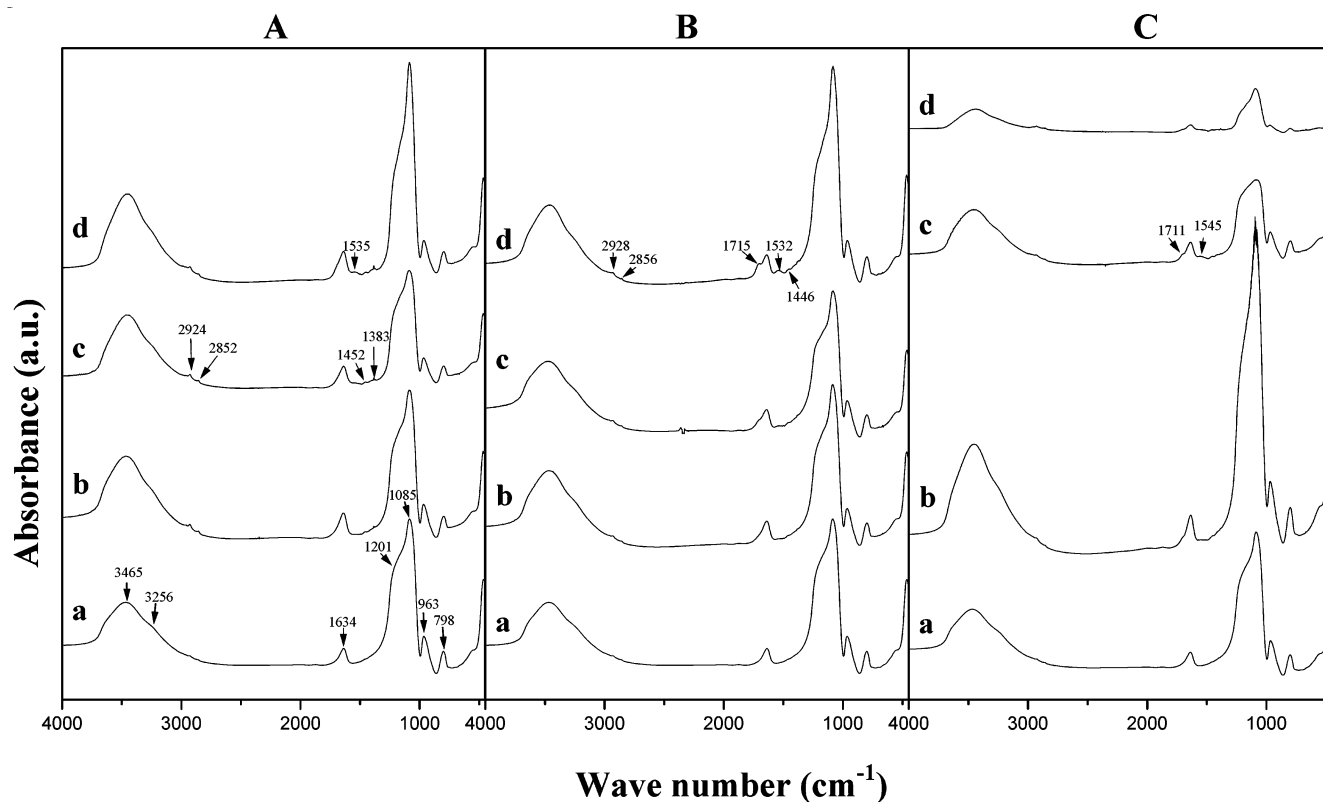 A
B
C
Absorbance (a.u.)
d
1535
c
2924
2852
1452
1383
b
1085
1201
a
3465
3256
1634
963
798
d
2928
2856
1715
1532
1446
c
b
a
d
c
1711
1545
b
a
4000 3000 2000 1000 4000 3000 2000 1000 400 3000 2000 1000
Wave number (cm⁻¹)